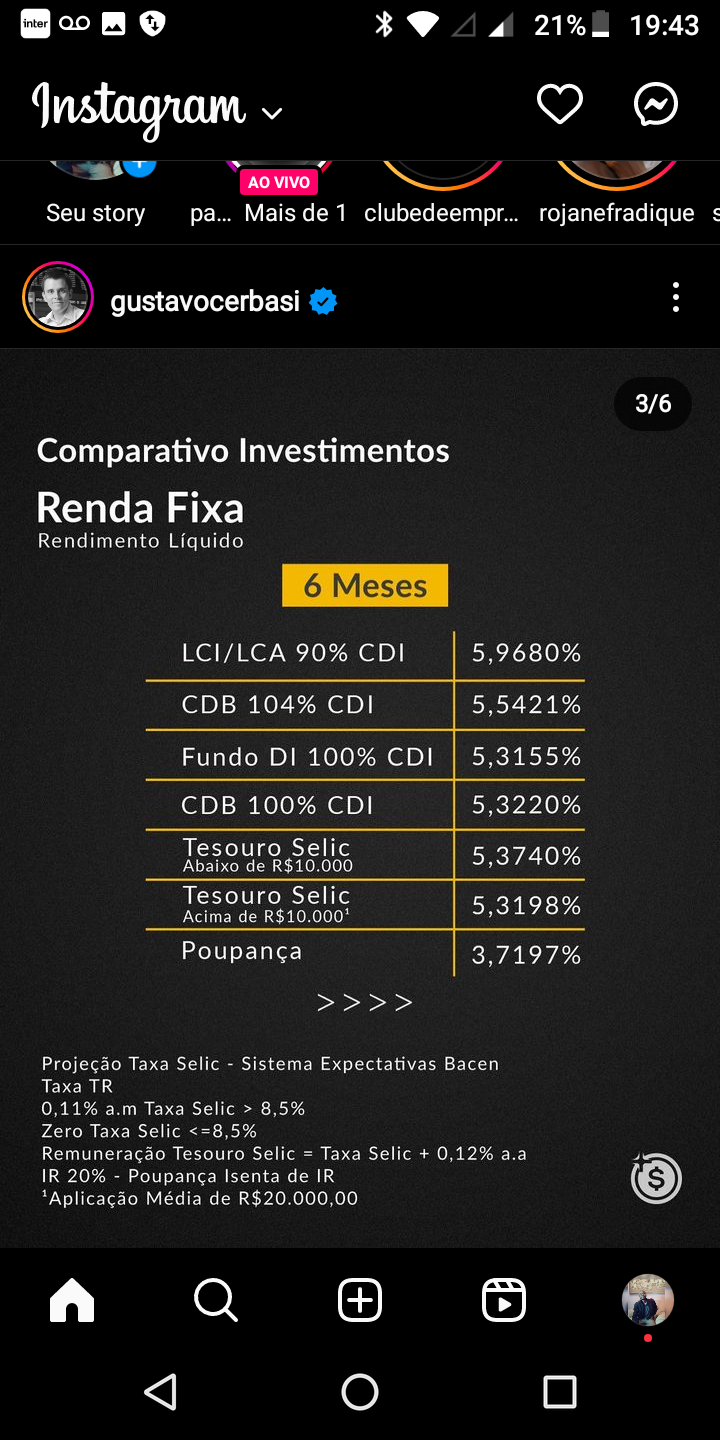 inter
21%
19:43
Instagram
AO VIVO
Seu story
pa... Mais de 1
clubedeempr...
rojanefradique
gustavocerbasi
3/6
Comparativo Investimentos
Renda Fixa
Rendimento Líquido
6 Meses
LCI/LCA 90% CDI 5,9680%
CDB 104% CDI 5,5421%
Fundo DI 100% CDI 5,3155%
CDB 100% CDI 5,3220%
Tesouro Selic
Abaixo de R$10.000 5,3740%
Tesouro Selic
Acima de R$10.000¹ 5,3198%
Poupança 3,7197%
>>>>
Projeção Taxa Selic - Sistema Expectativas Bacen
Taxa TR
0,11% a.m Taxa Selic > 8,5%
Zero Taxa Selic <=8,5%
Remuneração Tesouro Selic = Taxa Selic + 0,12% a.a
IR 20% - Poupança Isenta de IR
¹Aplicação Média de R$20.000,00
$